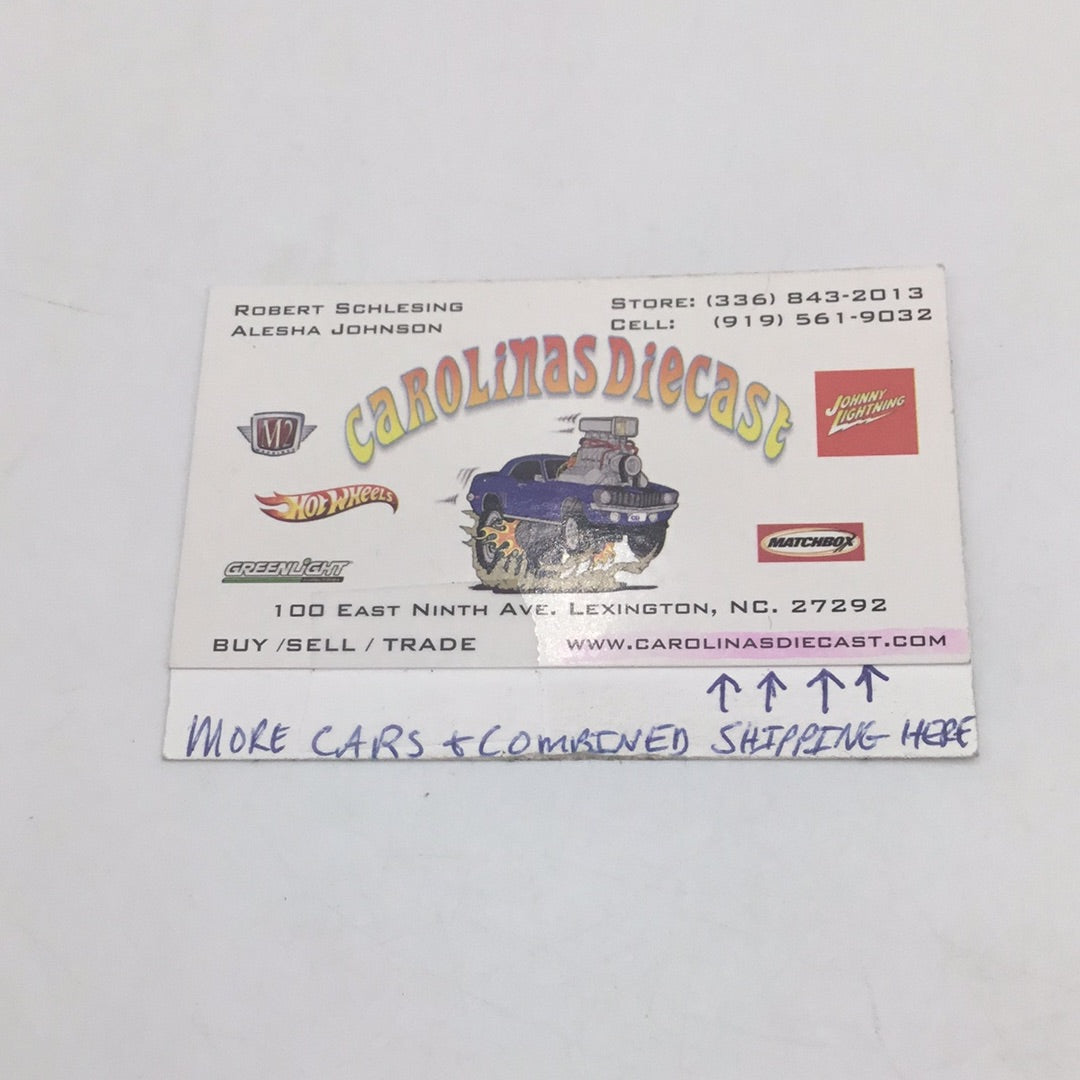 ROBERT SCHLESING
ALESHA JOHNSON
STORE: (336) 843-2013
CELL: (919) 561-9032
CAROLINAS DIECAST
M2
JOHNNY LIGHTNING
HOT WHEELS
MATCHBOX
GREENLIGHT
100 EAST NINTH AVE. LEXINGTON, NC. 27292
BUY /SELL / TRADE
WWW.CAROLINASDIECAST.COM
MORE CARS + COMBINED SHIPPING HERE